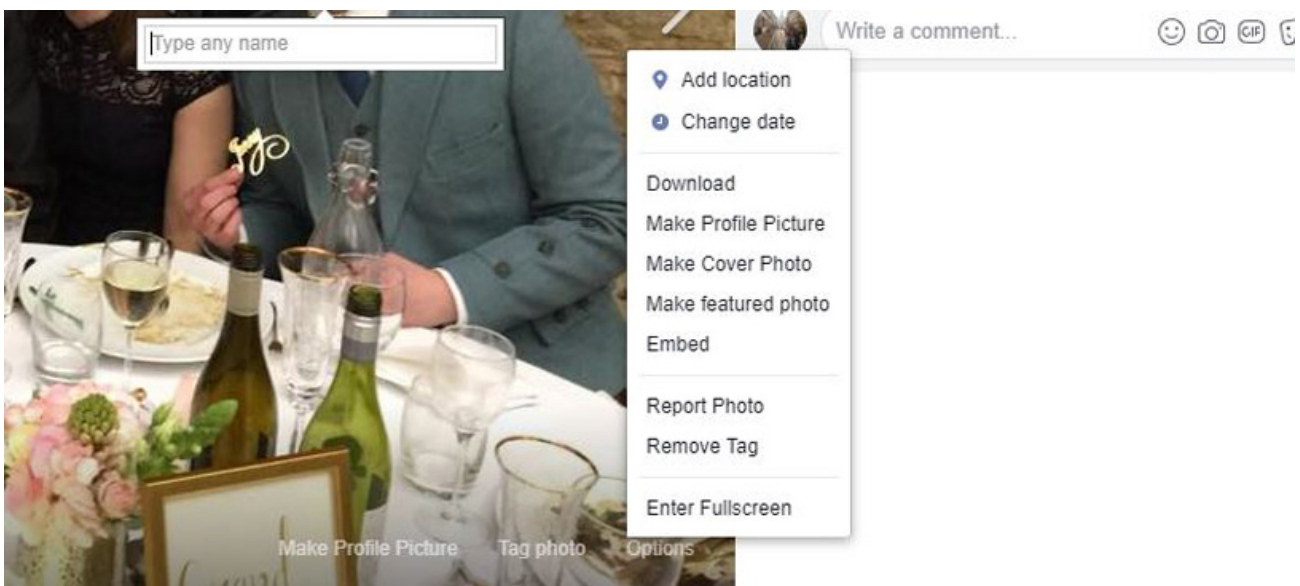 Type any name
Write a comment...
GIF
Add location
Change date
Download
Make Profile Picture
Make Cover Photo
Make featured photo
Embed
Report Photo
Remove Tag
Enter Fullscreen
Make Profile Picture
Tag photo
Options